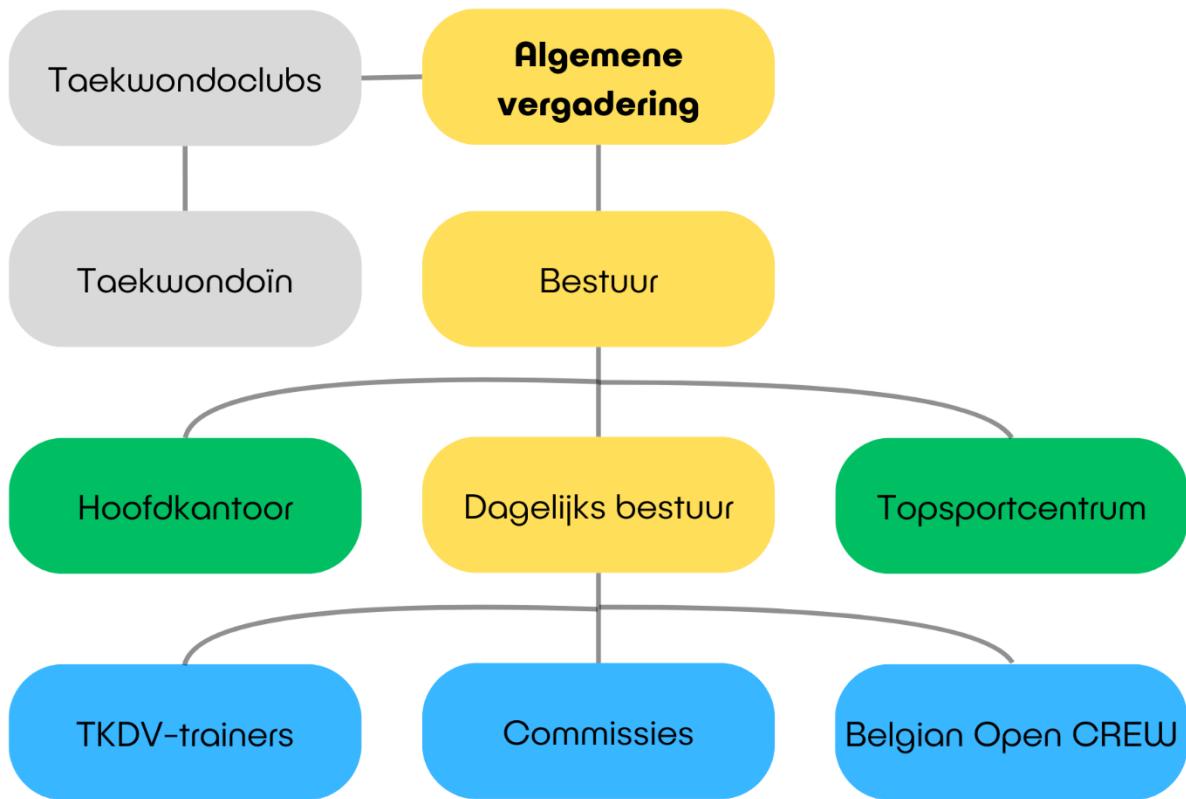 Taekwondoclubs
Algemene
vergadering
Taekwondoïn
Bestuur
Hoofdkantoor
Dagelijks bestuur
Topsportcentrum
TKDV-trainers
Commissies
Belgian Open CREW